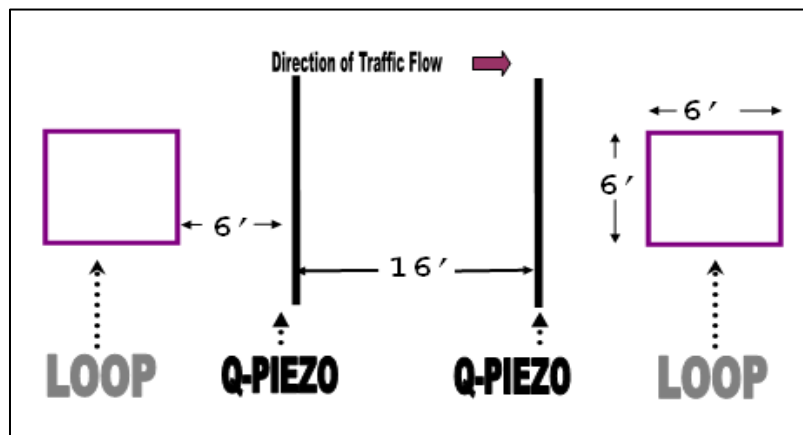 Direction of Traffic Flow
6′
6′
6′
16′
LOOP
Q-PIEZO
Q-PIEZO
LOOP